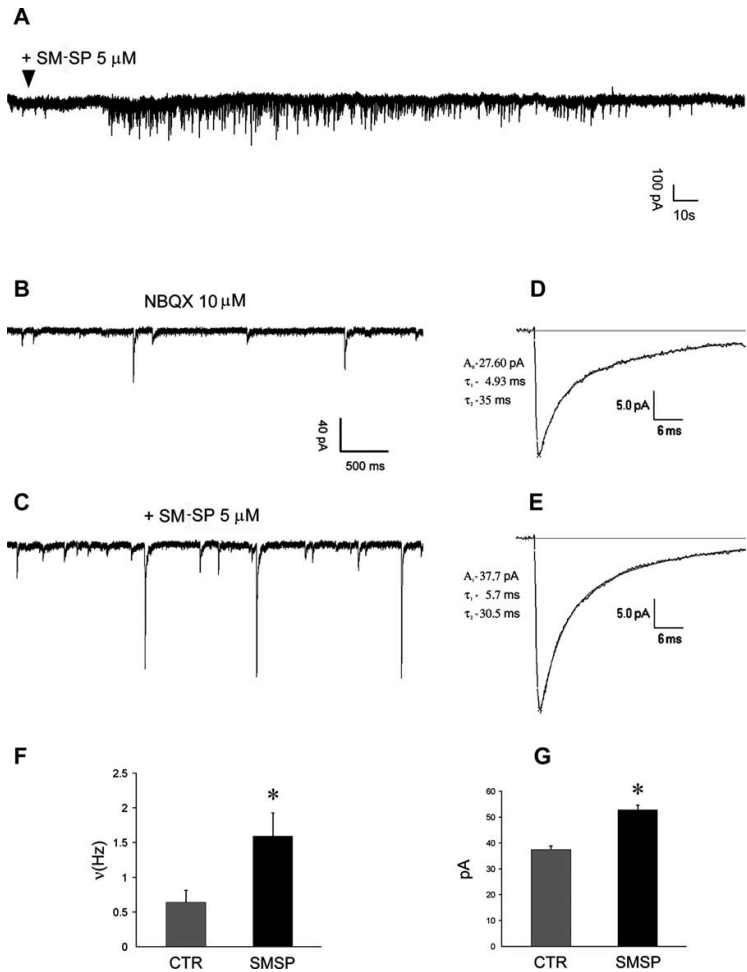 A
+ SM-SP 5 μM
100 pA
10s
B
NBQX 10 μM
40 pA
500 ms
C
+ SM-SP 5 μM
D
A₀-27.60 pA
τ₁- 4.93 ms
τ₂-35 ms
5.0 pA
6 ms
E
A₁-37.7 pA
τ₁- 5.7 ms
τ₂-30.5 ms
5.0 pA
6 ms
F
ν(Hz)
2.5
2
1.5
1
0.5
0
*
CTR
SMSP
G
pA
60
50
40
30
20
10
0
*
CTR
SMSP